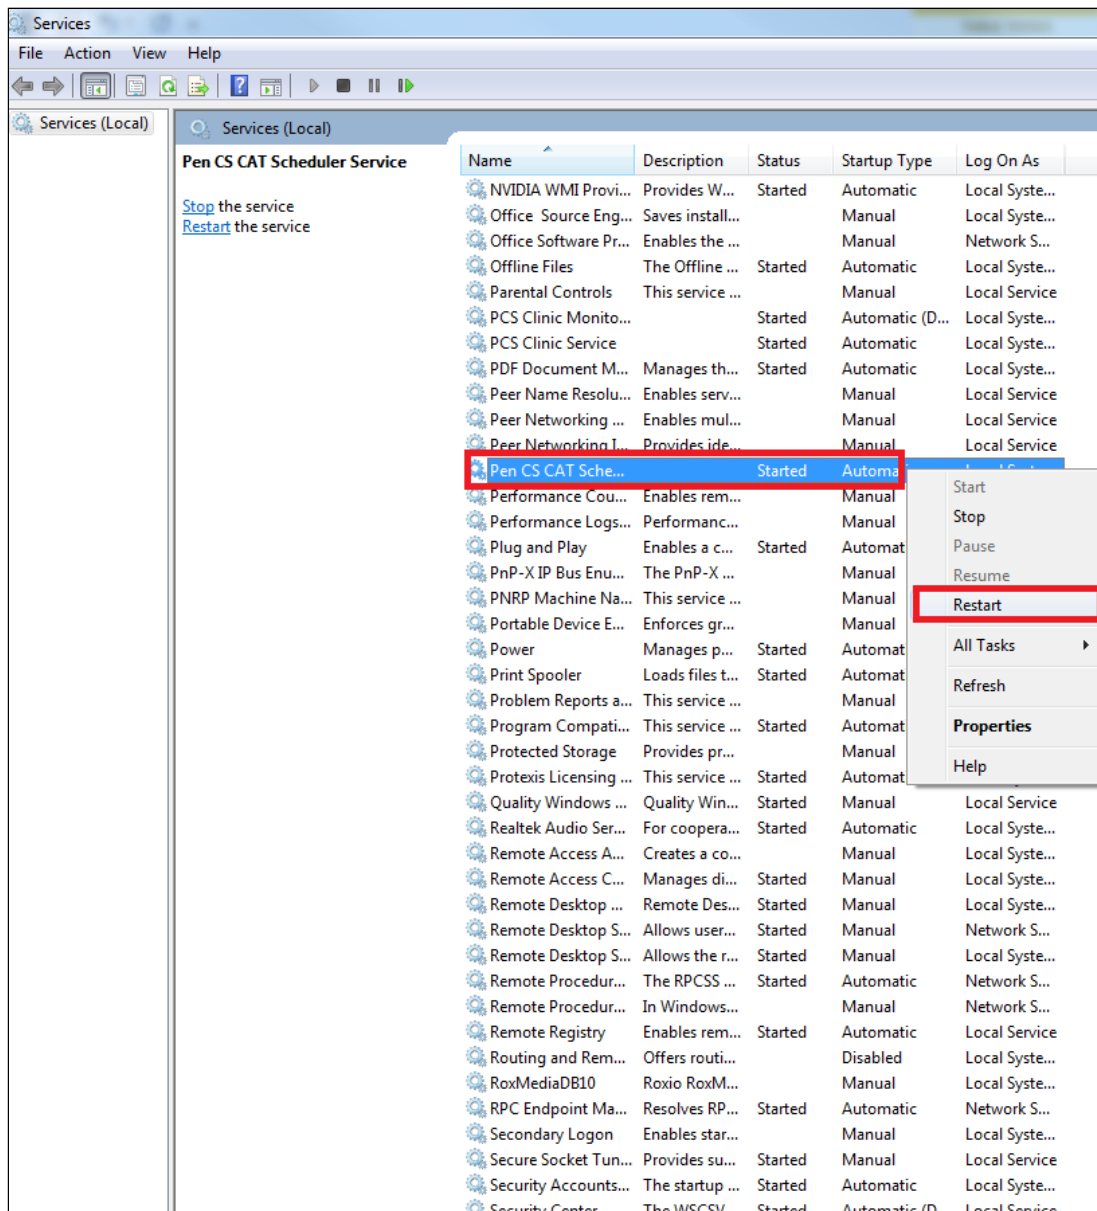 Services
File Action View Help
Services (Local)
Services (Local)
Pen CS CAT Scheduler Service
Stop the service
Restart the service
Name Description Status Startup Type Log On As
NVIDIA WMI Provi... Provides W... Started Automatic Local Syste...
Office Source Eng... Saves install... Manual Local Syste...
Office Software Pr... Enables the ... Manual Network S...
Offline Files The Offline ... Started Automatic Local Syste...
Parental Controls This service ... Manual Local Service
PCS Clinic Monito... Started Automatic (D... Local Syste...
PCS Clinic Service Started Automatic Local Syste...
PDF Document M... Manages th... Started Automatic Local Syste...
Peer Name Resolu... Enables serv... Manual Local Service
Peer Networking ... Enables mul... Manual Local Service
Peer Networking I... Provides ide... Manual Local Service
Pen CS CAT Sche... Started Automa
Performance Cou... Enables rem... Manual
Performance Logs... Performanc... Manual
Plug and Play Enables a c... Started Automat
PnP-X IP Bus Enu... The PnP-X ... Manual
PNRP Machine Na... This service ... Manual
Portable Device E... Enforces gr... Manual
Power Manages p... Started Automat
Print Spooler Loads files t... Started Automat
Problem Reports a... This service ... Manual
Program Compati... This service ... Started Automat
Protected Storage Provides pr... Manual
Protexis Licensing ... This service ... Started Automat
Start
Stop
Pause
Resume
Restart
All Tasks
Refresh
Properties
Help
Quality Windows ... Quality Win... Started Manual Local Service
Realtek Audio Ser... For coopera... Started Automatic Local Syste...
Remote Access A... Creates a co... Manual Local Syste...
Remote Access C... Manages di... Started Manual Local Syste...
Remote Desktop ... Remote Des... Started Manual Local Syste...
Remote Desktop S... Allows user... Started Manual Network S...
Remote Desktop S... Allows the r... Started Manual Local Syste...
Remote Procedur... The RPCSS ... Started Automatic Network S...
Remote Procedur... In Windows... Manual Network S...
Remote Registry Enables rem... Started Automatic Local Service
Routing and Rem... Offers routi... Disabled Local Syste...
RoxMediaDB10 Roxio RoxM... Manual Local Syste...
RPC Endpoint Ma... Resolves RP... Started Automatic Network S...
Secondary Logon Enables star... Manual Local Syste...
Secure Socket Tun... Provides su... Started Manual Local Service
Security Accounts... The startup ... Started Automatic Local Syste...
Security Center The WSCSV... Started Automatic (D... Local Service